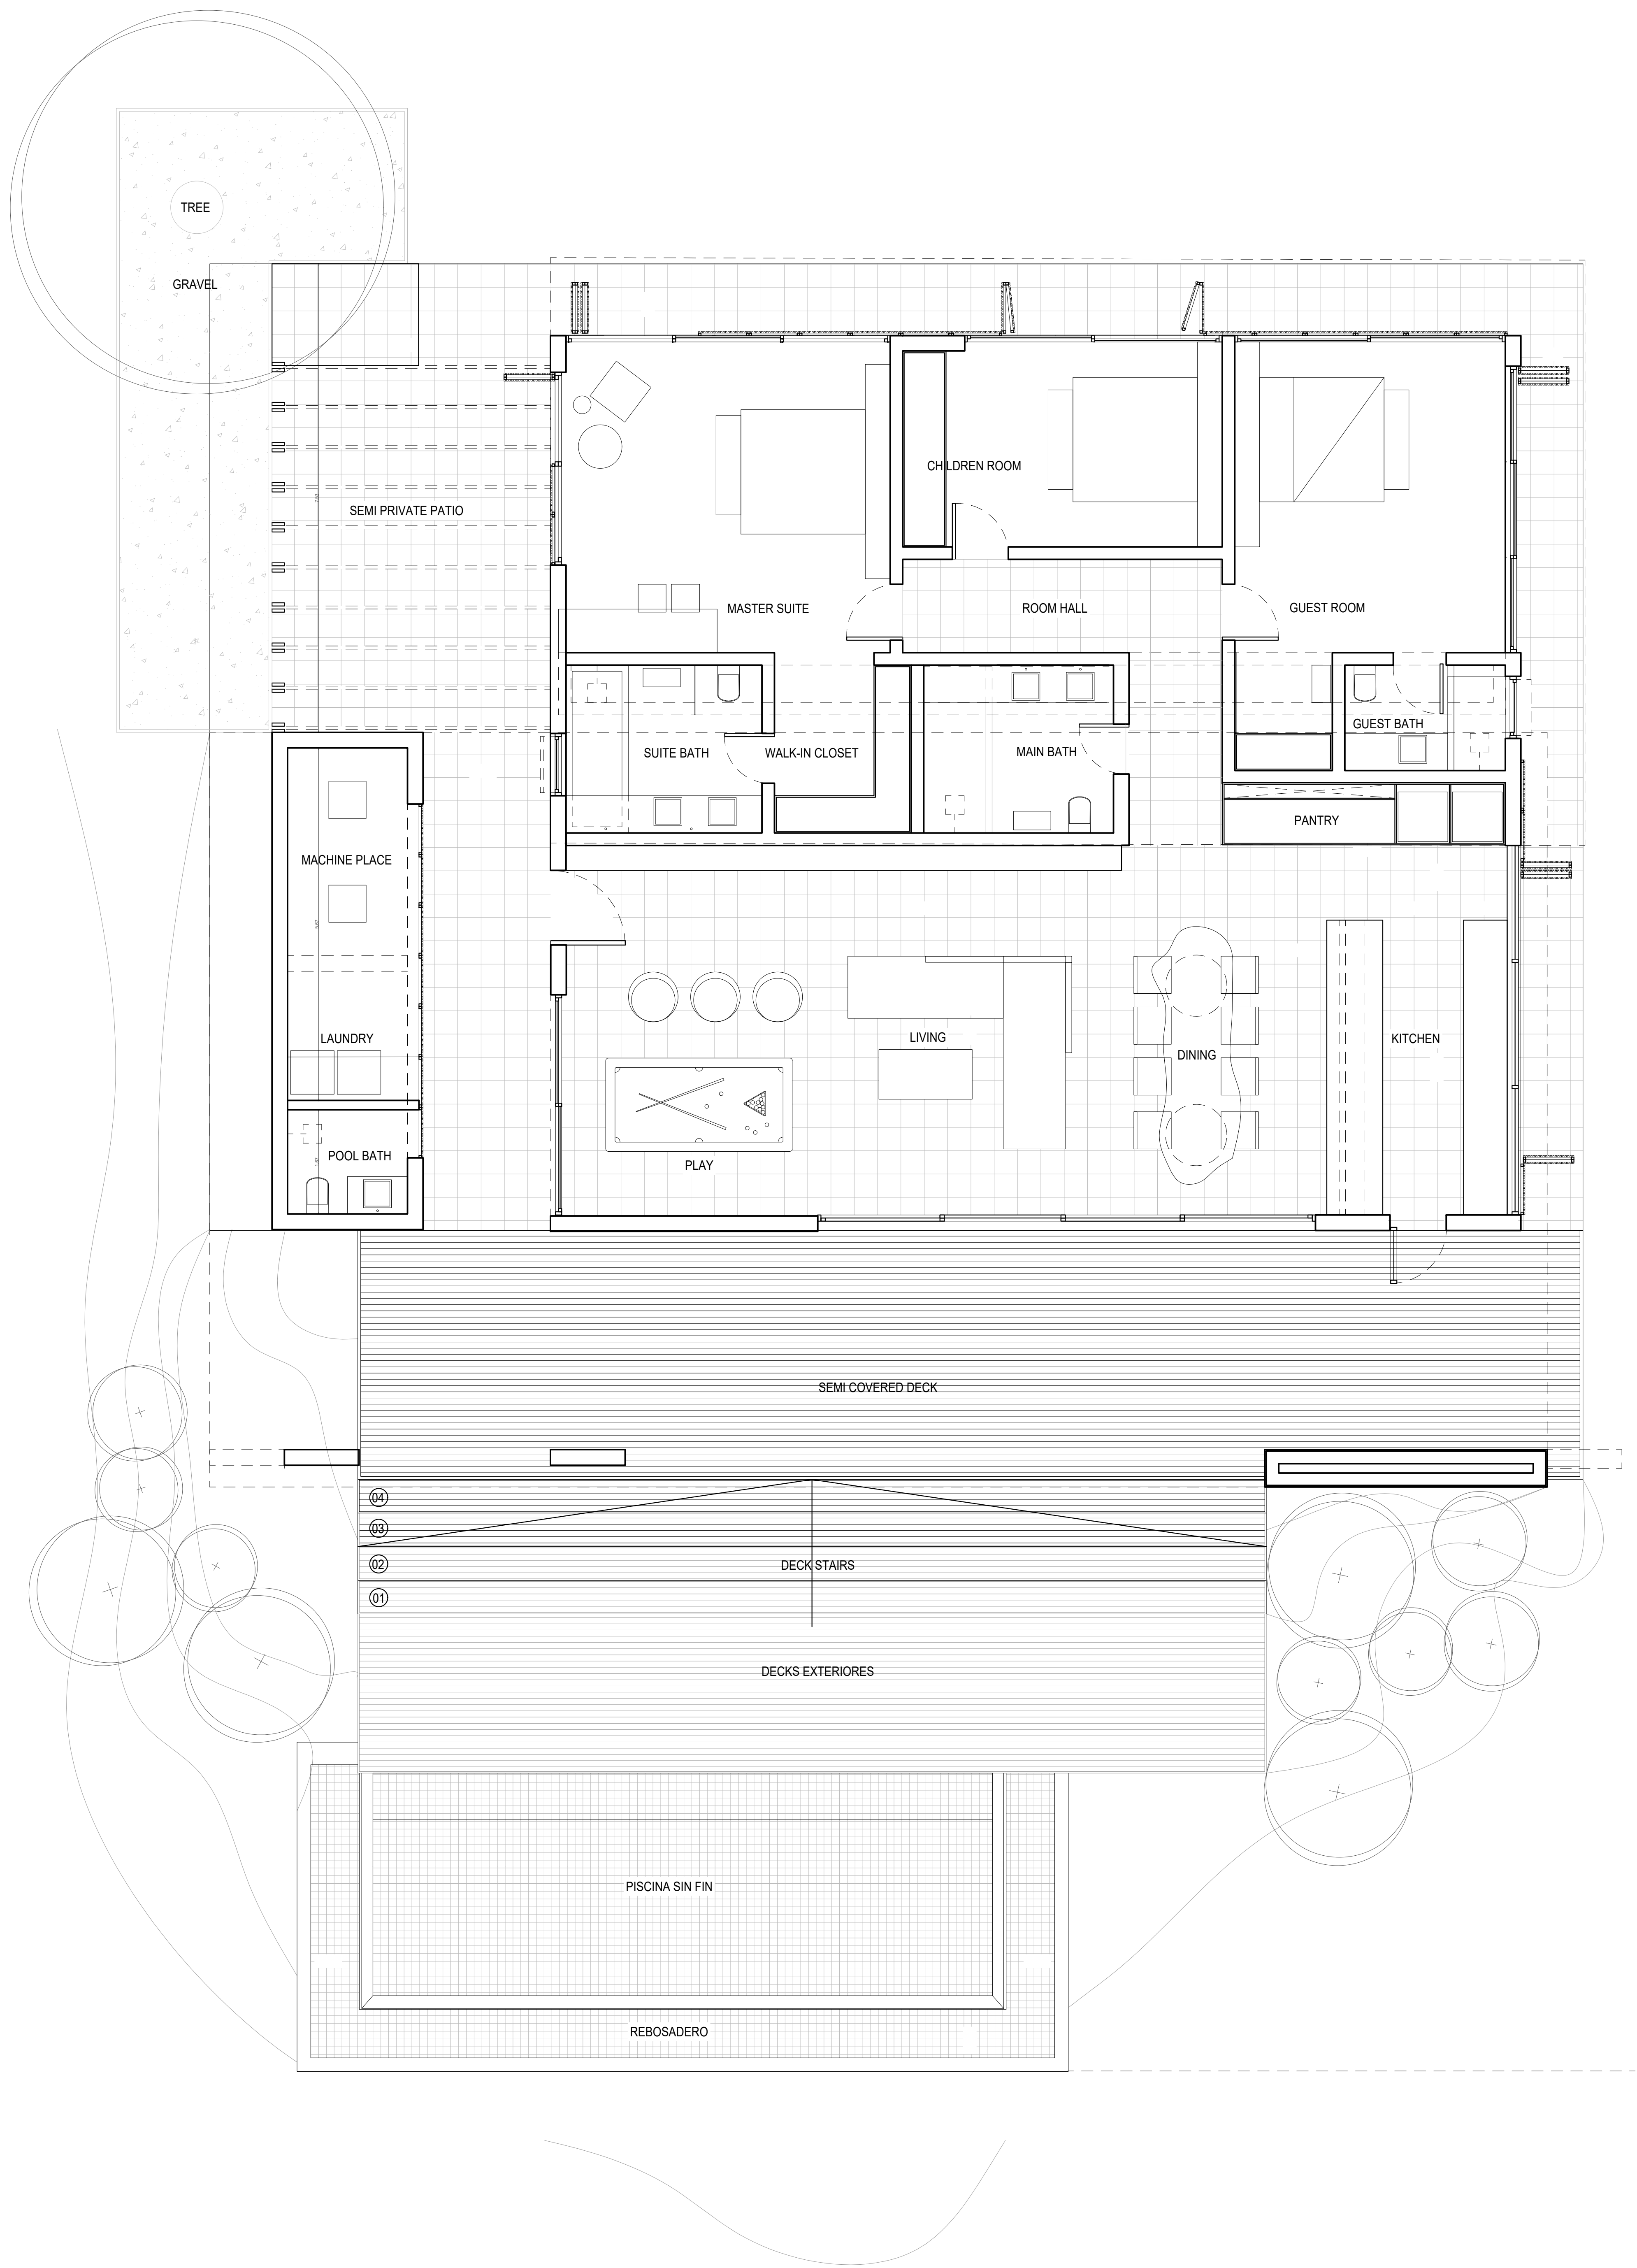 TREE
GRAVEL
CHILDREN ROOM
SEMI PRIVATE PATIO
MASTER SUITE
ROOM HALL
GUEST ROOM
GUEST BATH
SUITE BATH
WALK-IN CLOSET
MAIN BATH
PANTRY
MACHINE PLACE
LAUNDRY
LIVING
KITCHEN
DINING
POOL BATH
PLAY
SEMI COVERED DECK
04
03
02
DECK STAIRS
01
DECKS EXTERIORES
PISCINA SIN FIN
REBOSADERO